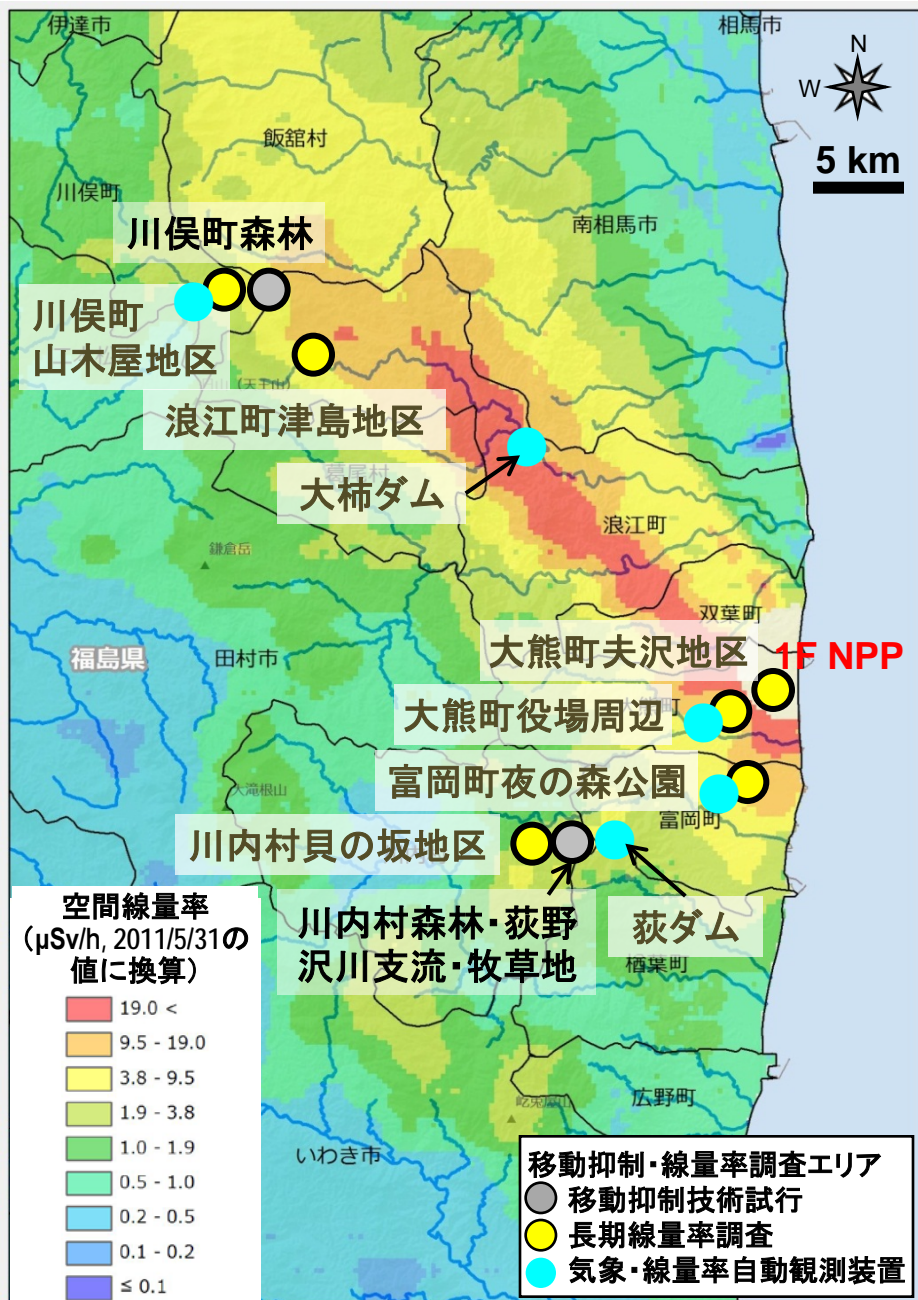 伊達市
相馬市
N
W
5 km
飯舘村
川俣町
南相馬市
川俣町森林
川俣町
山木屋地区
(天王山)
浪江町津島地区
葛尾村
大柿ダム
浪江町
鎌倉岳
双葉町
福島県
田村市
大熊町夫沢地区
1F NPP
大熊町役場周辺
富岡町夜の森公園
大滝根山
富岡町
川内村貝の坂地区
川内村森林・荻野
沢川支流・牧草地
荻ダム
楢葉町
空間線量率
(μSv/h, 2011/5/31の
値に換算)
19.0 <
9.5 - 19.0
3.8 - 9.5
1.9 - 3.8
1.0 - 1.9
0.5 - 1.0
0.2 - 0.5
0.1 - 0.2
≤ 0.1
広野町
いわき市
移動抑制・線量率調査エリア
移動抑制技術試行
長期線量率調査
気象・線量率自動観測装置